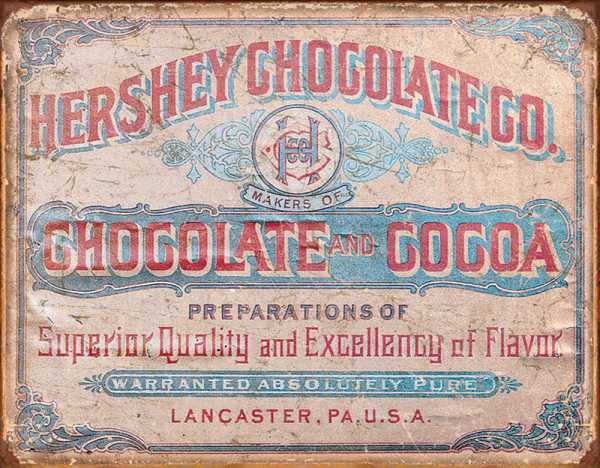 HERSHEY CHOCOLATE CO.,
MAKERS OF
CHOCOLATE AND COCOA
PREPARATIONS OF
Superior Quality and Excellency of Flavor
WARRANTED ABSOLUTELY PURE
LANCASTER, PA. U.S.A.